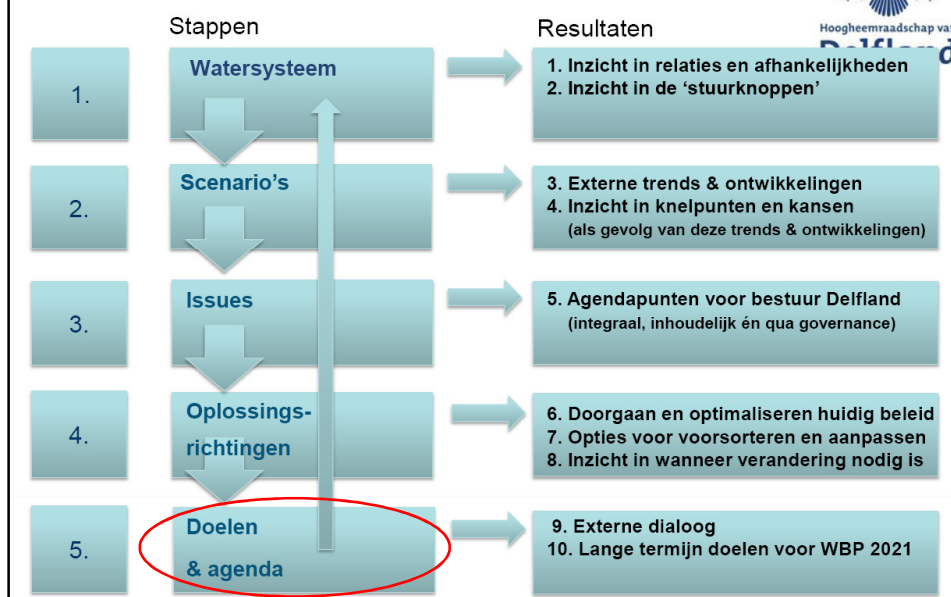 Stappen
Resultaten
Hoogheemraadschap va
Delfland
1.
Watersysteem
1. Inzicht in relaties en afhankelijkheden
2. Inzicht in de ‘stuurknoppen’
2.
Scenario’s
3. Externe trends & ontwikkelingen
4. Inzicht in knelpunten en kansen
(als gevolg van deze trends & ontwikkelingen)
3.
Issues
5. Agendapunten voor bestuur Delfland
(integraal, inhoudelijk én qua governance)
4.
Oplossings-
richtingen
6. Doorgaan en optimaliseren huidig beleid
7. Opties voor voorsorteren en aanpassen
8. Inzicht in wanneer verandering nodig is
5.
Doelen
& agenda
9. Externe dialoog
10. Lange termijn doelen voor WBP 2021